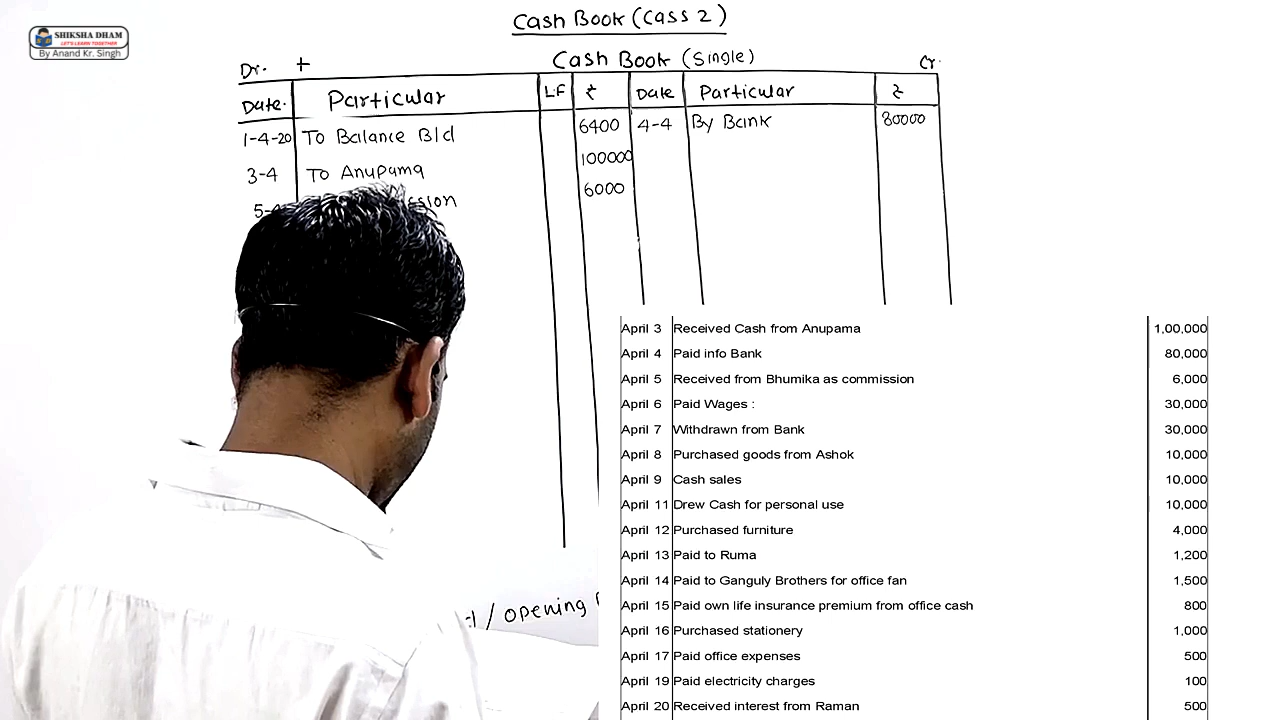 Cash Book (Cass 2)
SHIKSHA DHAM
LET'S LEARN TOGETHER
By Anand Kr. Singh
Dr. + Cash Book (Single) Cr.
Date. Particular L.F ₹ Date Particular ₹
1-4-20 To Balance B/d 6400 4-4 By Bank 80000
3-4 To Anupama 100000
6000
/ opening
April 3 Received Cash from Anupama 1,00,000
April 4 Paid info Bank 80,000
April 5 Received from Bhumika as commission 6,000
April 6 Paid Wages : 30,000
April 7 Withdrawn from Bank 30,000
April 8 Purchased goods from Ashok 10,000
April 9 Cash sales 10,000
April 11 Drew Cash for personal use 10,000
April 12 Purchased furniture 4,000
April 13 Paid to Ruma 1,200
April 14 Paid to Ganguly Brothers for office fan 1,500
April 15 Paid own life insurance premium from office cash 800
April 16 Purchased stationery 1,000
April 17 Paid office expenses 500
April 19 Paid electricity charges 100
April 20 Received interest from Raman 500